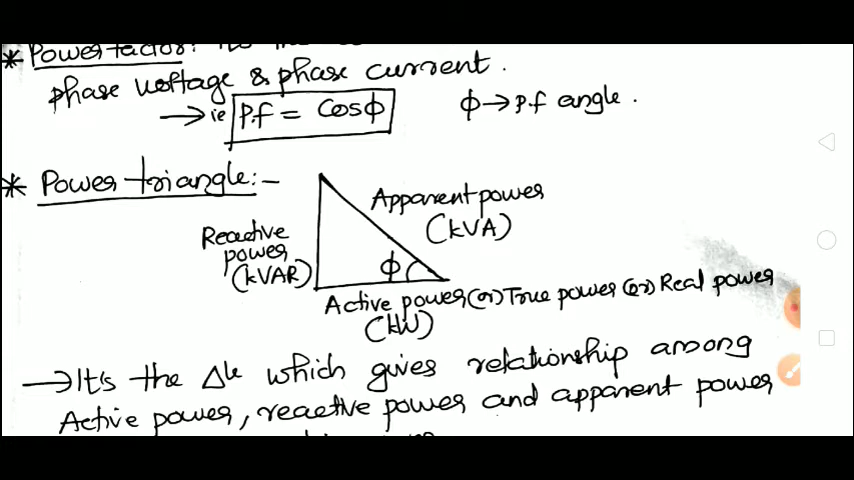 * Power factor:
phase voltage & phase current.
→ ie P.f = Cosϕ
ϕ → P.f angle.
* Power triangle:-
Apparent power
(kVA)
Reactive
power
(kVAR)
ϕ
Active power (or) True power (or) Real power
(kW)
→ It's the Δle which gives relationship among
Active power, reactive power and apparent power